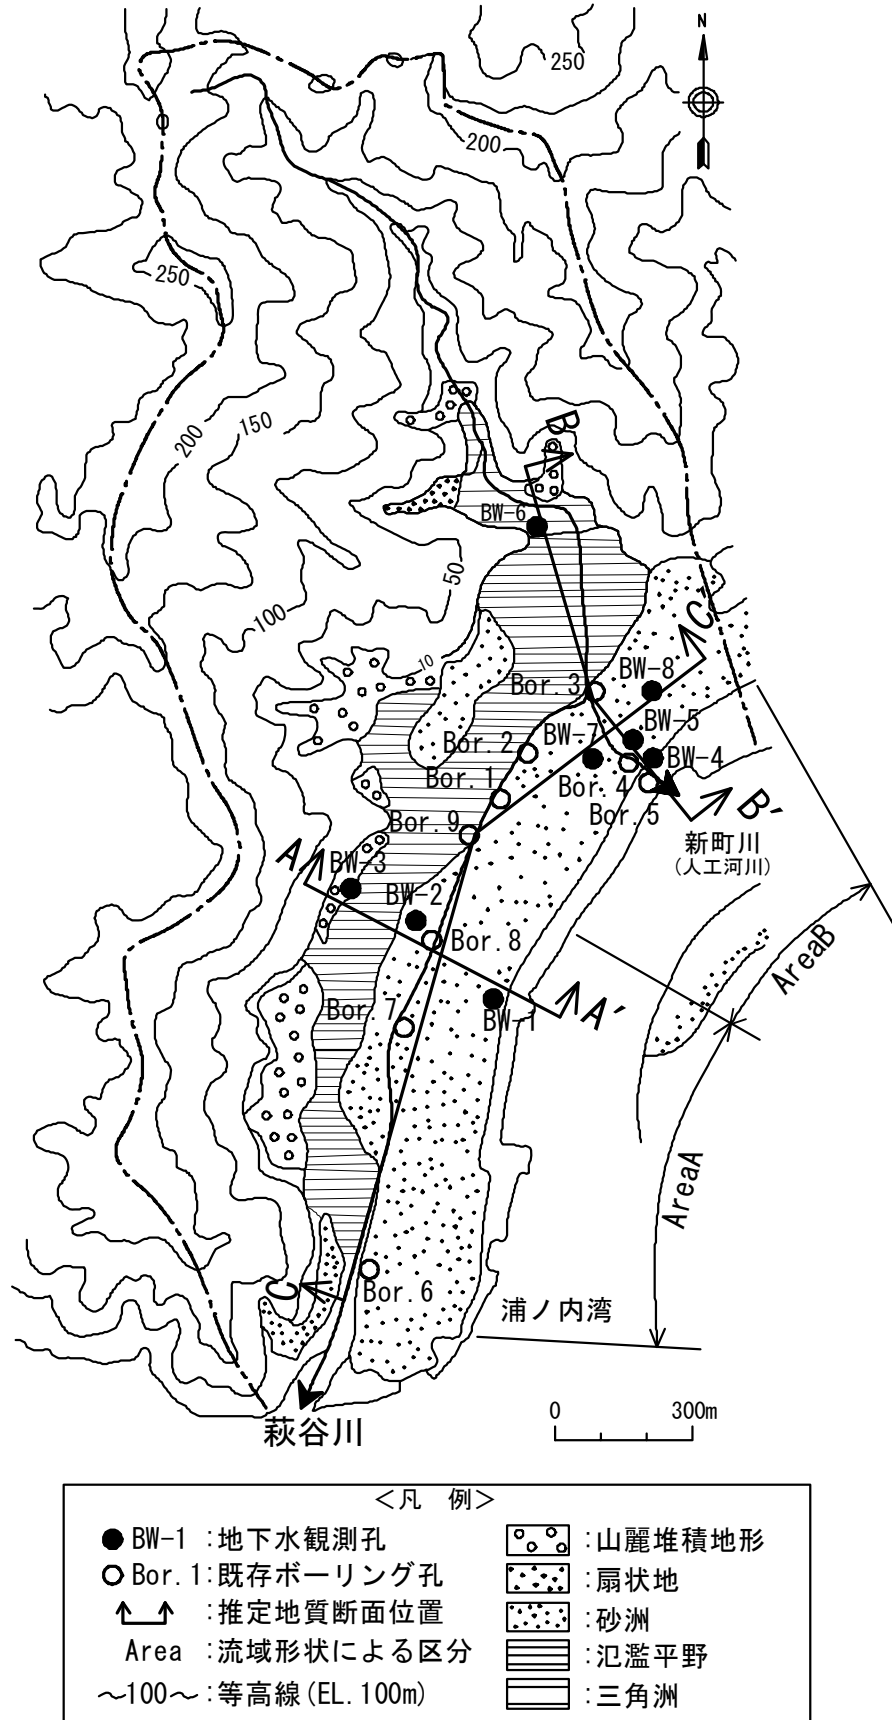 N
250
200
250
200
150
B
BW-6
50
100
10
C'
BW-8
Bor.3
BW-5
BW-7
Bor.2
BW-4
Bor.1
Bor.4
Bor.5
B'
Bor.9
新町川
(人工河川)
A
BW-3
BW-2
Bor.8
AreaB
Bor.7
BW-1
A'
AreaA
C
Bor.6
浦ノ内湾
0 300m
萩谷川
<凡 例>
BW-1 :地下水観測孔
Bor.1:既存ボーリング孔
:推定地質断面位置
Area :流域形状による区分
~100~:等高線(EL.100m)
:山麗堆積地形
:扇状地
:砂洲
:氾濫平野
:三角洲